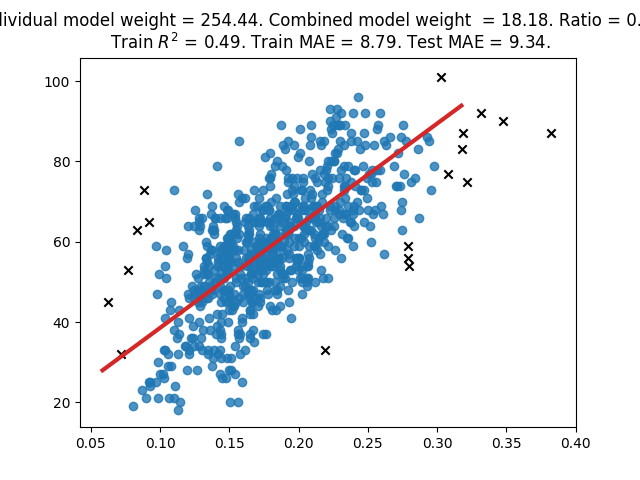 dividual model weight = 254.44. Combined model weight = 18.18. Ratio = 0.
Train R² = 0.49. Train MAE = 8.79. Test MAE = 9.34.
100
80
60
40
20
0.05 0.10 0.15 0.20 0.25 0.30 0.35 0.40